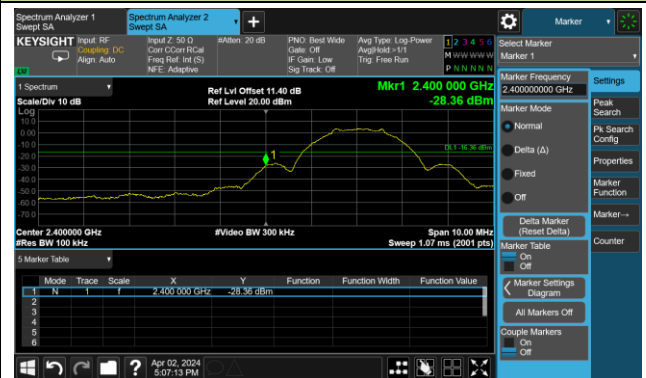 Spectrum Analyzer 1
Swept SA
Spectrum Analyzer 2
Swept SA
Marker
KEYSIGHT
Input: RF
Coupling: DC
Align: Auto
Input Z: 50 Ω
Corr CCorr RCal
Freq Ref: Int (S)
NFE: Adaptive
#Atten: 20 dB
PNO: Best Wide
Gate: Off
IF Gain: Low
Sig Track: Off
Avg Type: Log-Power
Avg|Hold:>1/1
Trig: Free Run
1 2 3 4 5 6
M W W W W W
P N N N N N
LXI
Select Marker
Marker 1
1 Spectrum
Scale/Div 10 dB
Ref Lvl Offset 11.40 dB
Ref Level 20.00 dBm
Mkr1 2.400 000 GHz
-28.36 dBm
Log
10.0
0.00
-10.0
-20.0
-30.0
-40.0
-50.0
-60.0
-70.0
1
DL1 -16.36 dBm
Center 2.400000 GHz
#Res BW 100 kHz
#Video BW 300 kHz
Span 10.00 MHz
Sweep 1.07 ms (2001 pts)
5 Marker Table
Mode Trace Scale X Y Function Function Width Function Value
1 N 1 f 2.400 000 GHz -28.36 dBm
2
3
4
5
6
Marker Frequency
2.400000000 GHz
Marker Mode
Normal
Delta (Δ)
Fixed
Off
Delta Marker
(Reset Delta)
Marker Table
On
Off
Marker Settings
Diagram
All Markers Off
Couple Markers
On
Off
Settings
Peak
Search
Pk Search
Config
Properties
Marker
Function
Marker→
Counter
?
Apr 02, 2024
5:07:13 PM